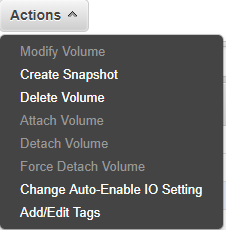 Actions
Modify Volume
Create Snapshot
Delete Volume
Attach Volume
Detach Volume
Force Detach Volume
Change Auto-Enable IO Setting
Add/Edit Tags